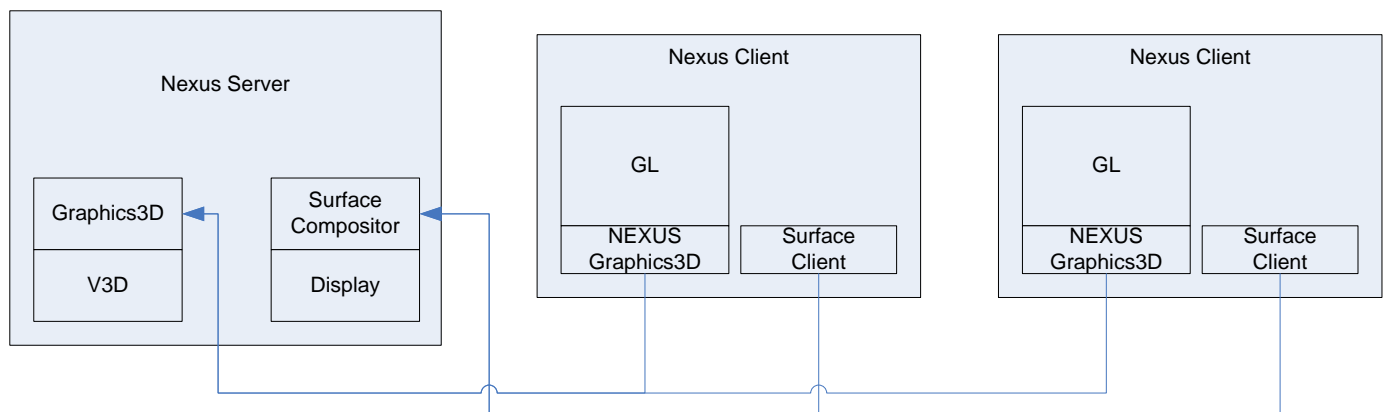 Nexus Server
Graphics3D
V3D
Surface
Compositor
Display
Nexus Client
GL
NEXUS
Graphics3D
Surface
Client
Nexus Client
GL
NEXUS
Graphics3D
Surface
Client